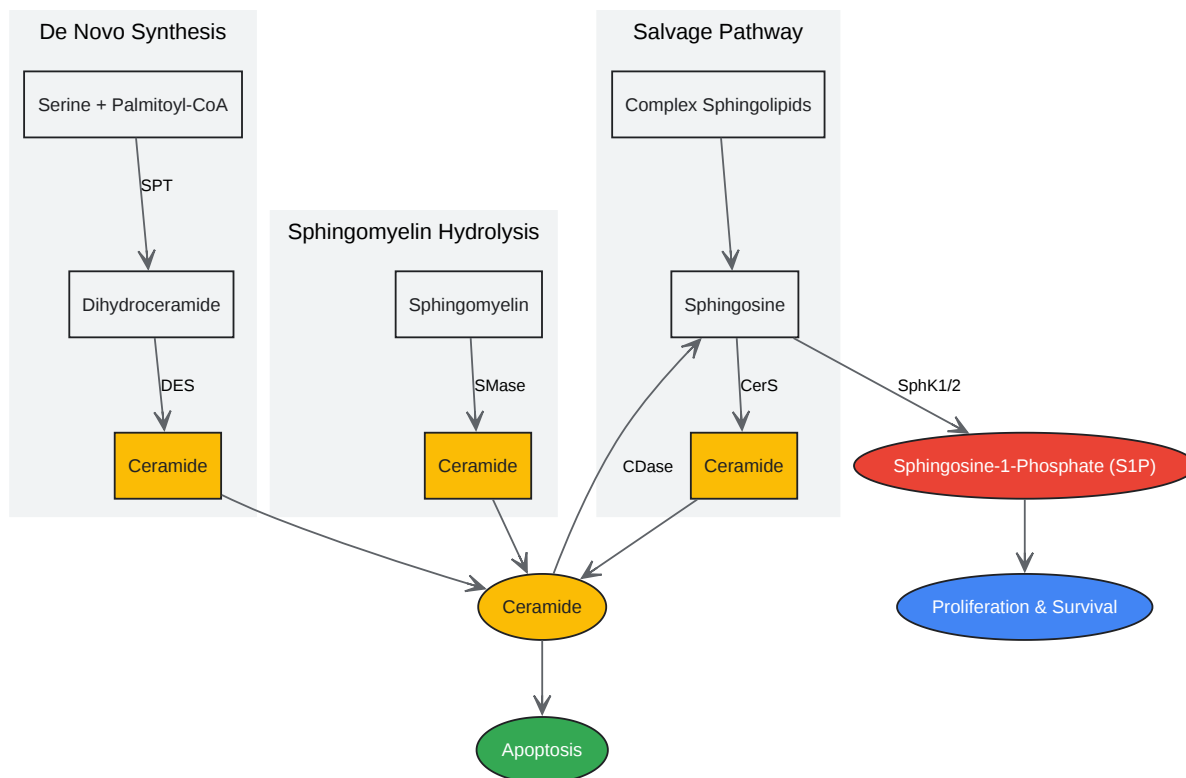 De Novo Synthesis
Salvage Pathway
Serine + Palmitoyl-CoA
Complex Sphingolipids
SPT
Sphingomyelin Hydrolysis
Dihydroceramide
Sphingomyelin
Sphingosine
DES
SMase
CerS
SphK1/2
Ceramide
Ceramide
CDase
Ceramide
Sphingosine-1-Phosphate (S1P)
Ceramide
Proliferation & Survival
Apoptosis